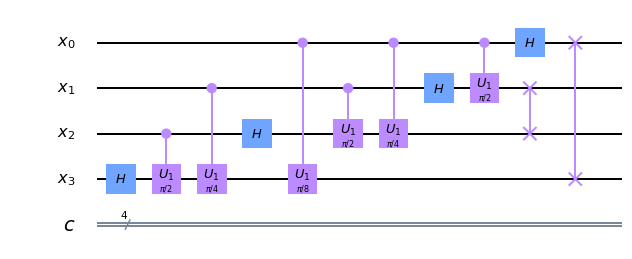 x₀ H
x₁ H U₁ π/2
x₂ H U₁ π/2 U₁ π/4
x₃ H U₁ π/2 U₁ π/4 U₁ π/8
c 4